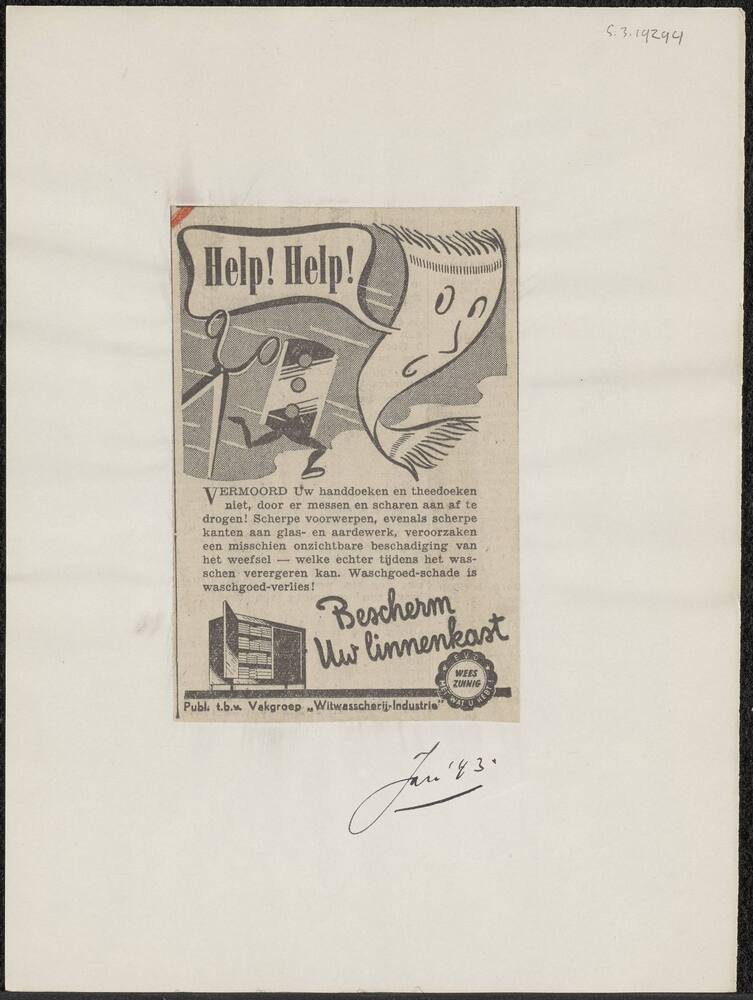 S.3.19294
Help! Help!
VERMOORD Uw handdoeken en theedoeken
niet, door er messen en scharen aan af te
drogen! Scherpe voorwerpen, evenals scherpe
kanten aan glas- en aardewerk, veroorzaken
een misschien onzichtbare beschadiging van
het weefsel — welke echter tijdens het was-
schen verergeren kan. Waschgoed-schade is
waschgoed-verlies!
Bescherm
Uw linnenkast
WEES
ZUINIG
MET WAT U HEBT
Publ. t.b.v. Vakgroep „Witwasscherij-Industrie”
Jan '43.